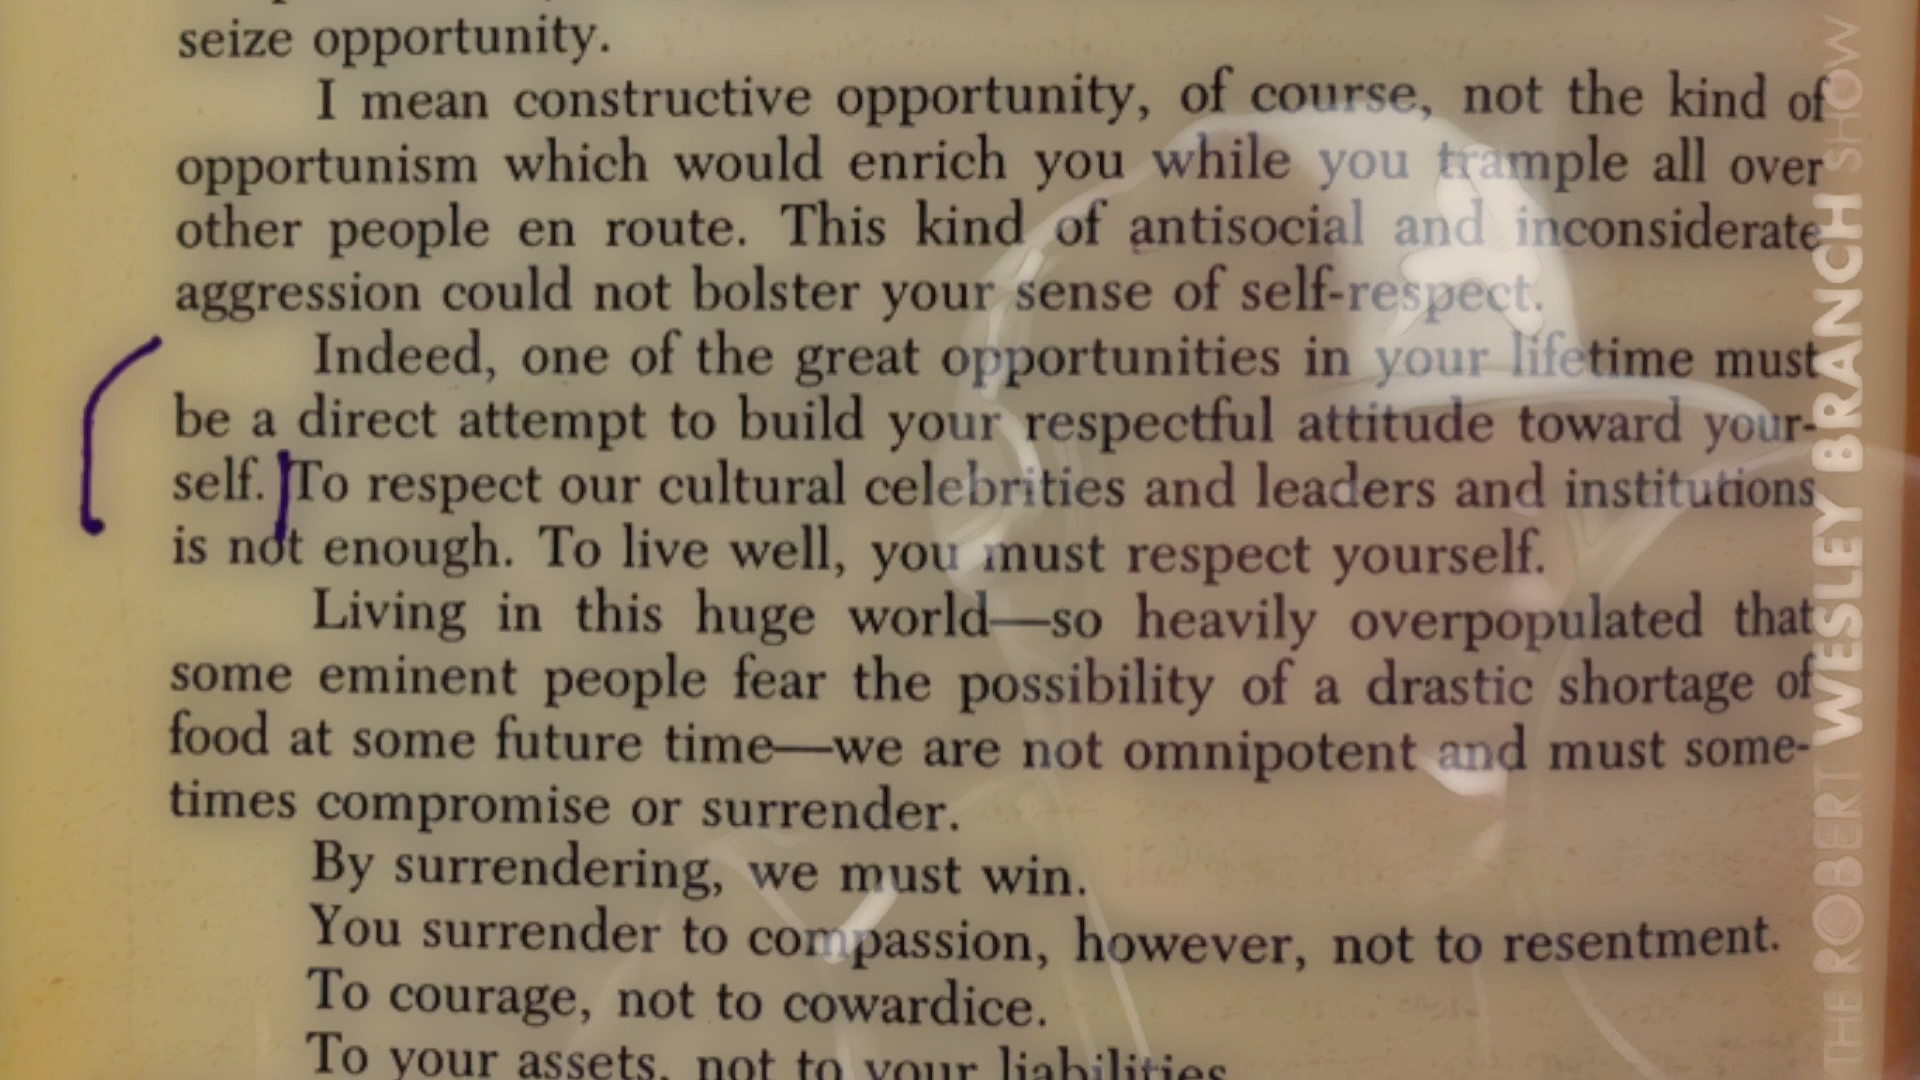 seize opportunity.
I mean constructive opportunity, of course, not the kind of
opportunism which would enrich you while you trample all over
other people en route. This kind of antisocial and inconsiderate
aggression could not bolster your sense of self-respect.
Indeed, one of the great opportunities in your lifetime must
be a direct attempt to build your respectful attitude toward your-
self. To respect our cultural celebrities and leaders and institutions
is not enough. To live well, you must respect yourself.
Living in this huge world—so heavily overpopulated that
some eminent people fear the possibility of a drastic shortage of
food at some future time—we are not omnipotent and must some-
times compromise or surrender.
By surrendering, we must win.
You surrender to compassion, however, not to resentment.
To courage, not to cowardice.
To your assets, not to your liabilities
THE ROBERT WESLEY BRANCH SHOW